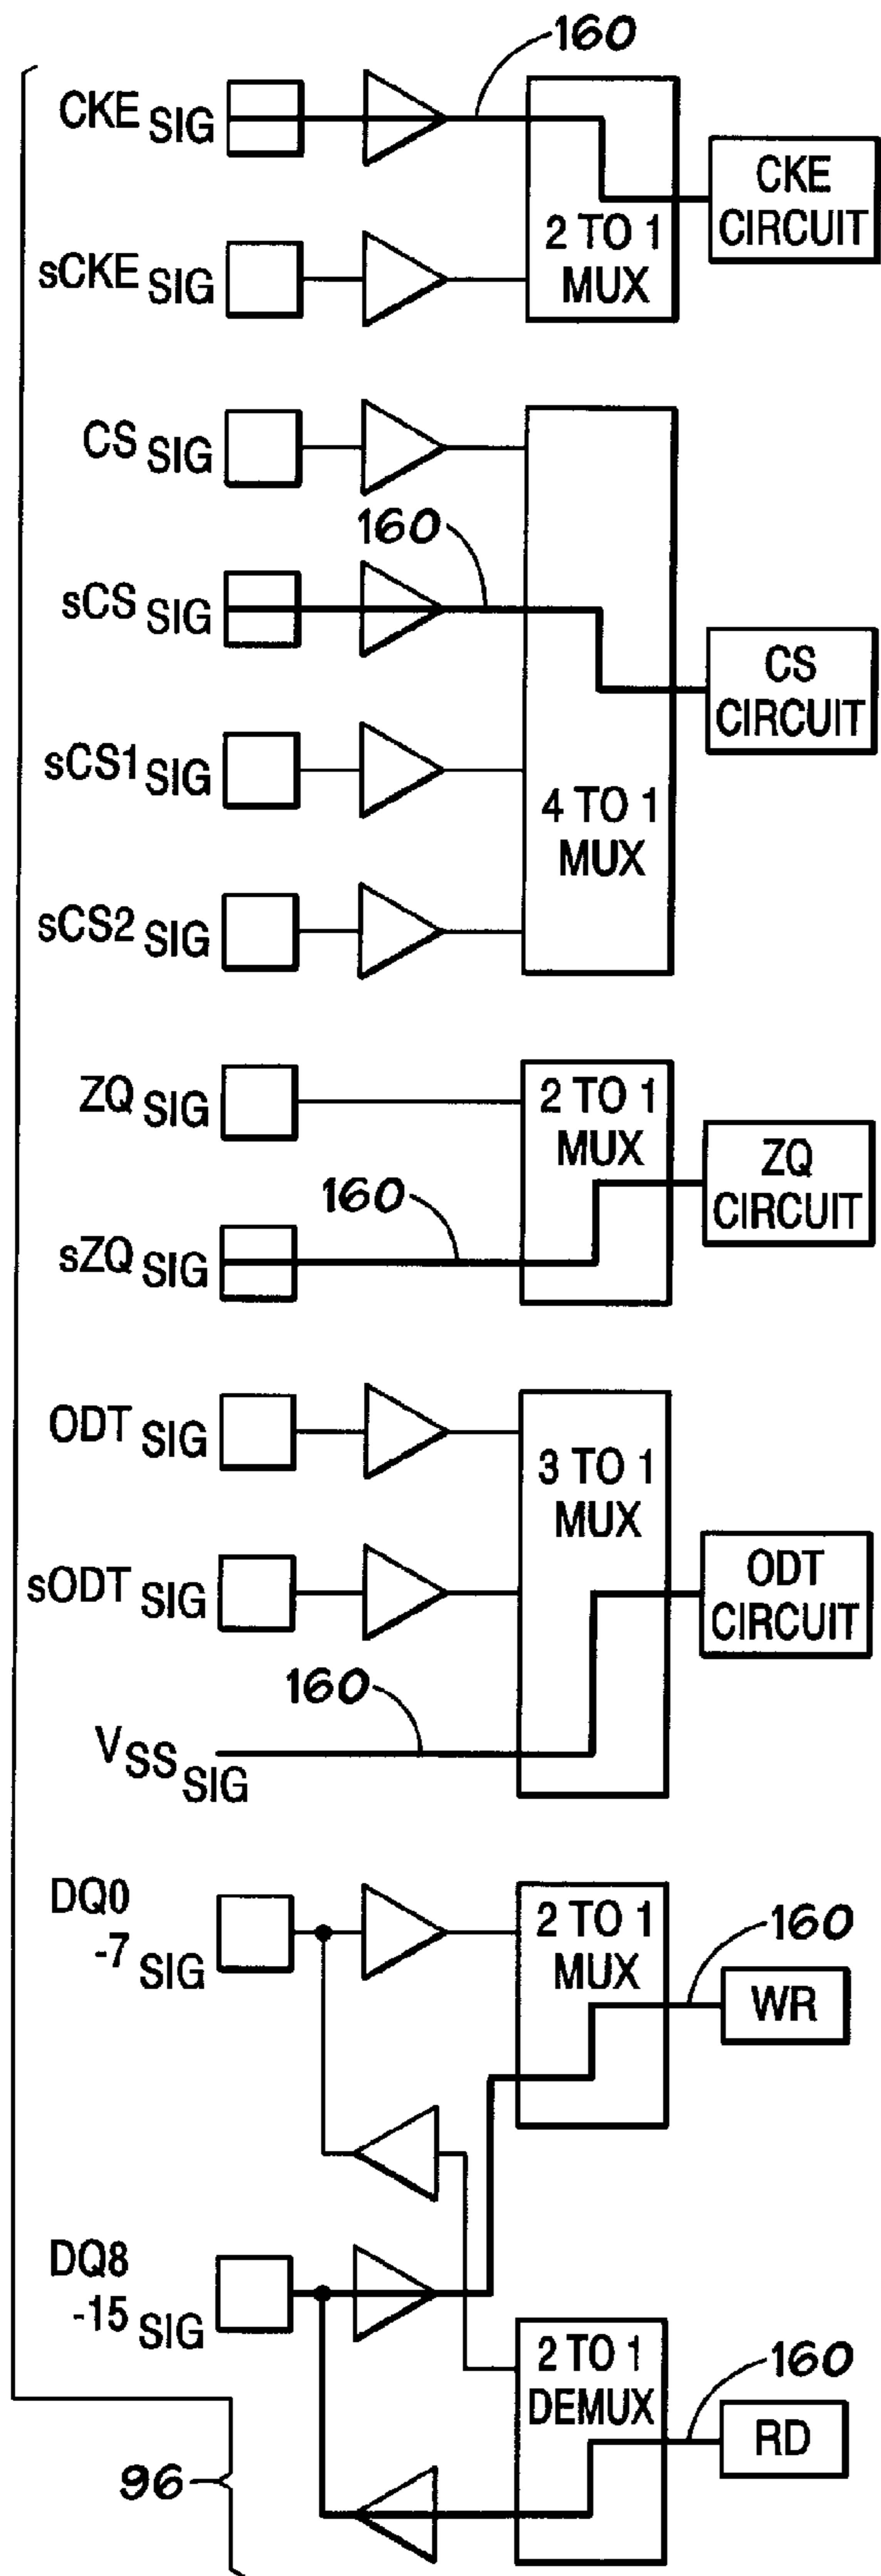 160
CKE SIG
CKE
CIRCUIT
sCKE SIG
2 TO 1
MUX
CS SIG
160
sCS SIG
CS
CIRCUIT
sCS1 SIG
4 TO 1
MUX
sCS2 SIG
ZQ SIG
2 TO 1
MUX
ZQ
CIRCUIT
160
sZQ SIG
ODT SIG
3 TO 1
MUX
sODT SIG
ODT
CIRCUIT
160
VSS SIG
DQ0
-7 SIG
2 TO 1
MUX
160
WR
DQ8
-15 SIG
2 TO 1
DEMUX
160
RD
96